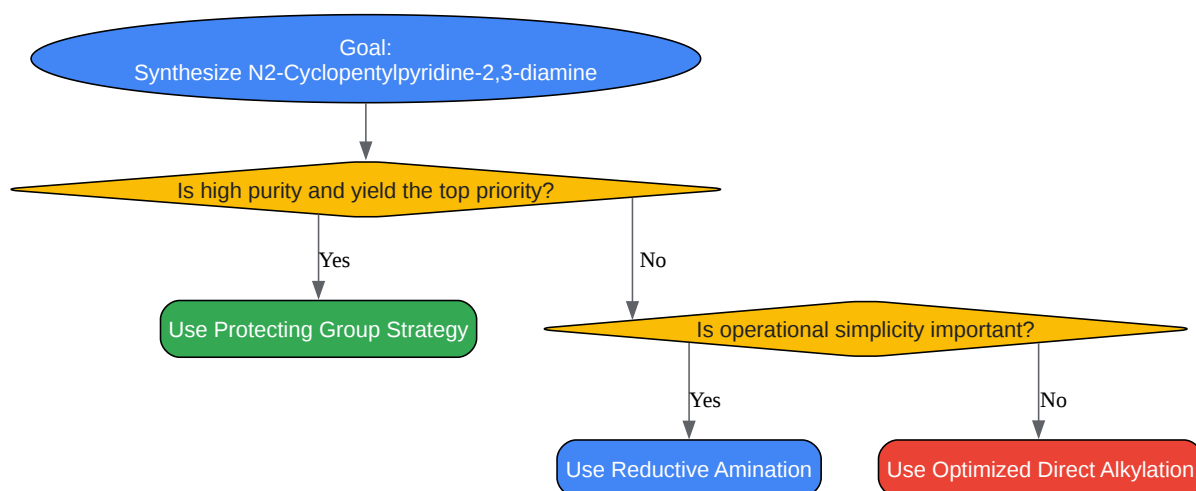 Goal:
Synthesize N2-Cyclopentylpyridine-2,3-diamine
Is high purity and yield the top priority?
Yes
No
Use Protecting Group Strategy
Is operational simplicity important?
Yes
No
Use Reductive Amination
Use Optimized Direct Alkylation